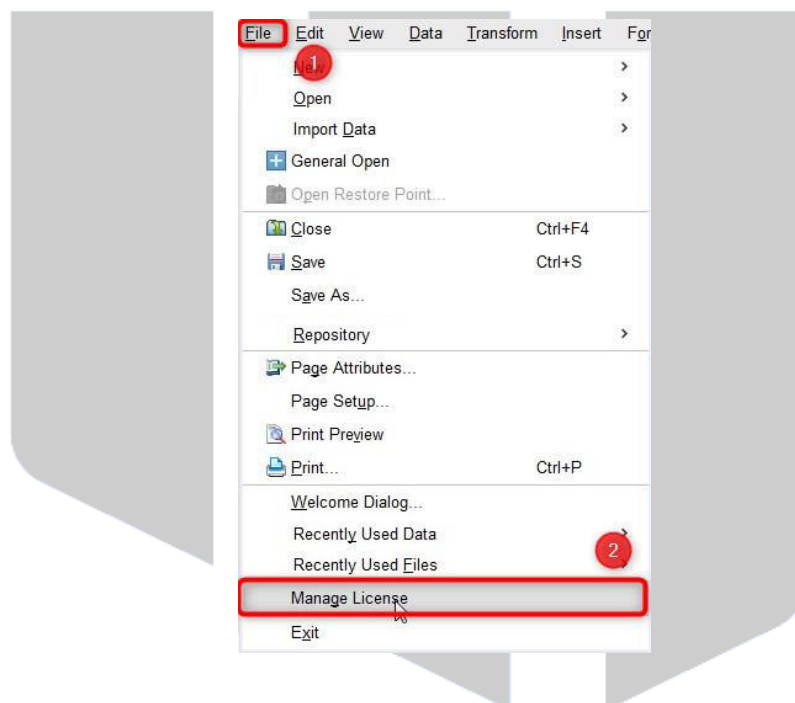 File Edit View Data Transform Insert For
1
New >
Open >
Import Data >
General Open
Open Restore Point...
Close Ctrl+F4
Save Ctrl+S
Save As...
Repository >
Page Attributes...
Page Setup...
Print Preview
Print... Ctrl+P
Welcome Dialog...
Recently Used Data >
2
Recently Used Files
Manage License
Exit